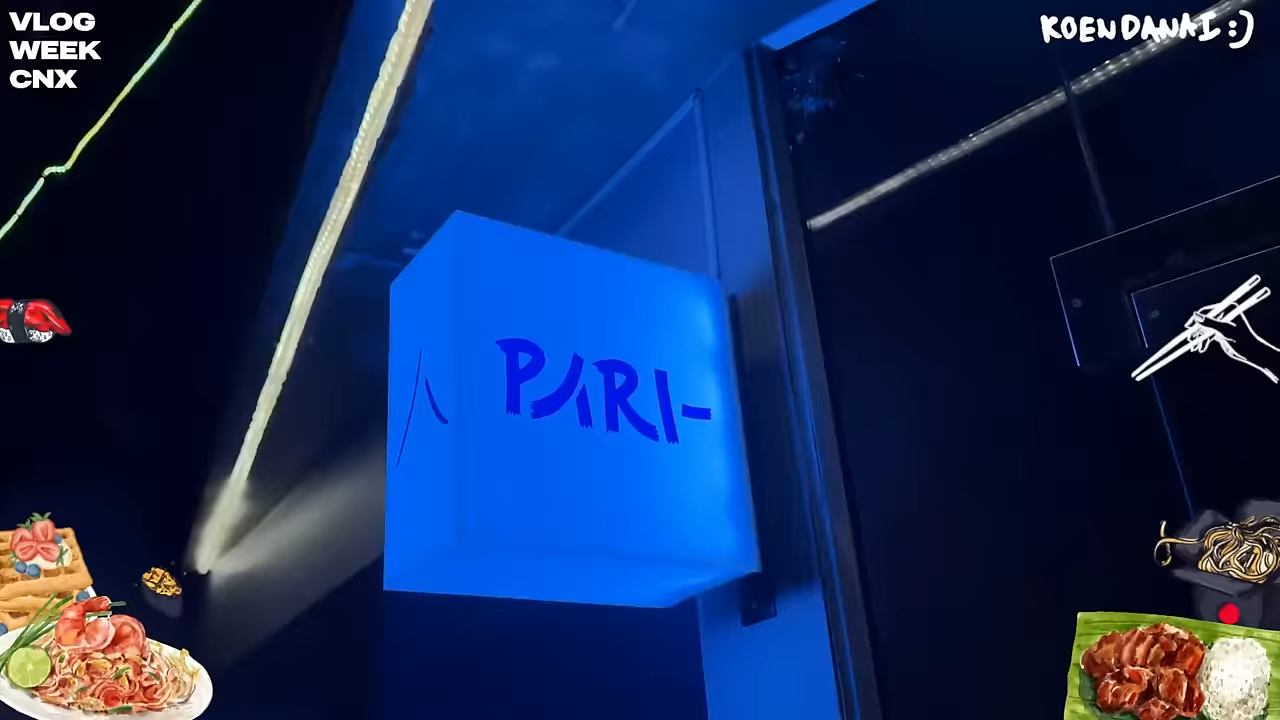 VLOG
WEEK
CNX
KOENDANAI :)
PARI-